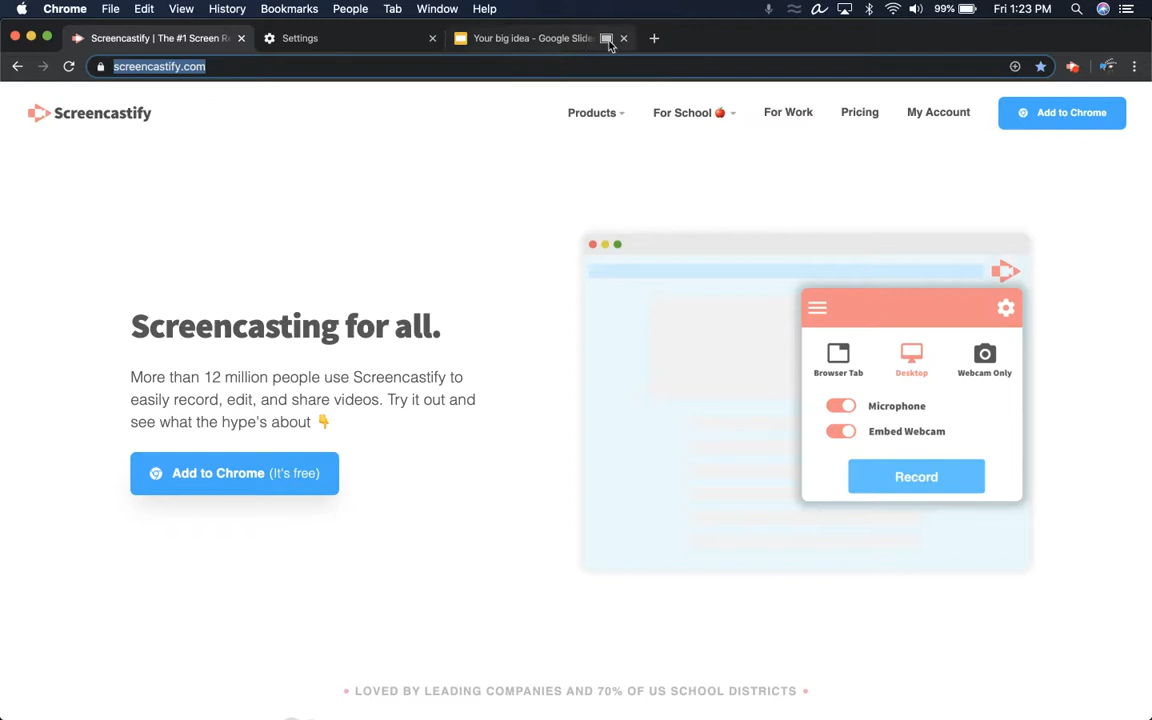 Chrome File Edit View History Bookmarks People Tab Window Help 99% Fri 1:23 PM
Screencastify | The #1 Screen Re Settings Your big idea - Google Slide
screencastify.com
Screencastify Products For School For Work Pricing My Account Add to Chrome
Screencasting for all.
More than 12 million people use Screencastify to
easily record, edit, and share videos. Try it out and
see what the hype's about
Add to Chrome (It's free)
Browser Tab Desktop Webcam Only
Microphone
Embed Webcam
Record
• LOVED BY LEADING COMPANIES AND 70% OF US SCHOOL DISTRICTS •